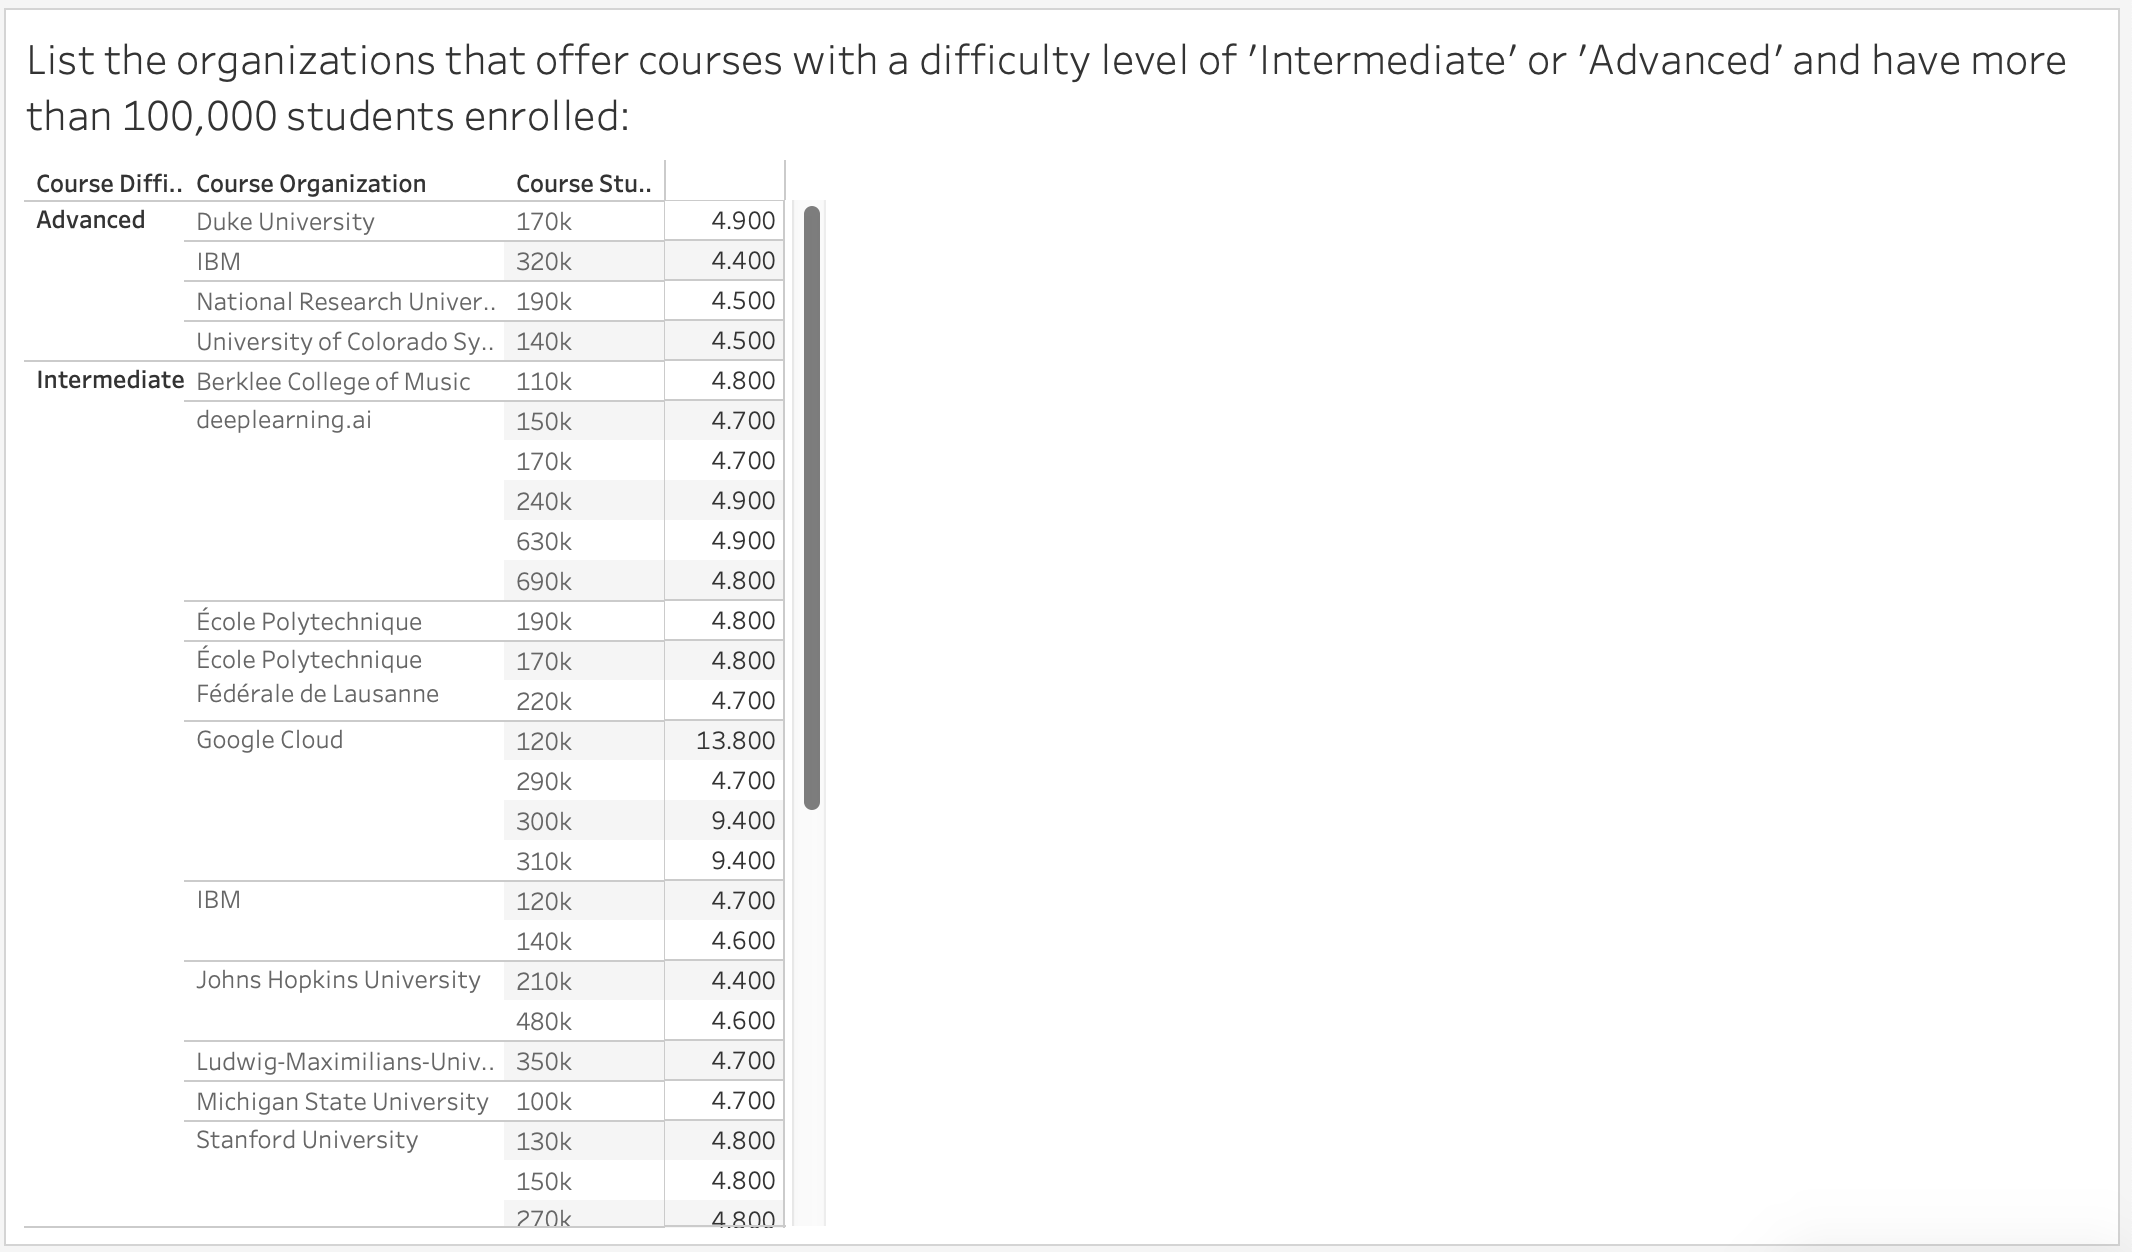 List the organizations that offer courses with a difficulty level of 'Intermediate' or 'Advanced' and have more
than 100,000 students enrolled:
Course Diffi.. Course Organization Course Stu..
Advanced Duke University 170k 4.900
IBM 320k 4.400
National Research Univer.. 190k 4.500
University of Colorado Sy.. 140k 4.500
Intermediate Berklee College of Music 110k 4.800
deeplearning.ai 150k 4.700
170k 4.700
240k 4.900
630k 4.900
690k 4.800
École Polytechnique 190k 4.800
École Polytechnique 170k 4.800
Fédérale de Lausanne 220k 4.700
Google Cloud 120k 13.800
290k 4.700
300k 9.400
310k 9.400
IBM 120k 4.700
140k 4.600
Johns Hopkins University 210k 4.400
480k 4.600
Ludwig-Maximilians-Univ.. 350k 4.700
Michigan State University 100k 4.700
Stanford University 130k 4.800
150k 4.800
270k 4.800